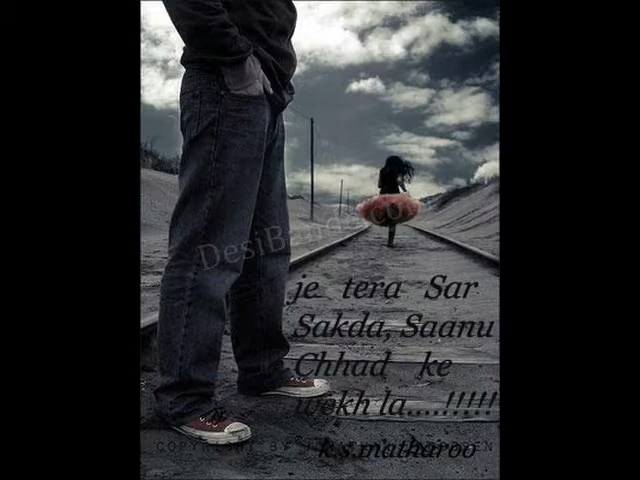 je tera Sar
Sakda, Saanu
Chhad ke
wekh la....!!!!!
k.s.matharoo